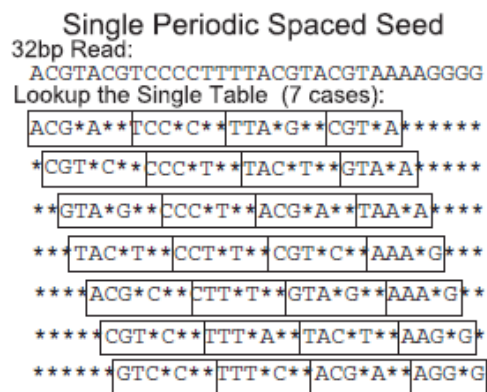 Single Periodic Spaced Seed
32bp Read:
ACGTACGTCCCCTTTTACGTACGTAAAAGGGG
Lookup the Single Table (7 cases):
ACG*A**TCC*C**TTA*G**CGT*A******
*CGT*C**CCC*T**TAC*T**GTA*A*****
**GTA*G**CCC*T**ACG*A**TAA*A****
***TAC*T**CCT*T**CGT*C**AAA*G***
****ACG*C**CTT*T**GTA*G**AAA*G**
*****CGT*C**TTT*A**TAC*T**AAG*G*
******GTC*C**TTT*C**ACG*A**AGG*G